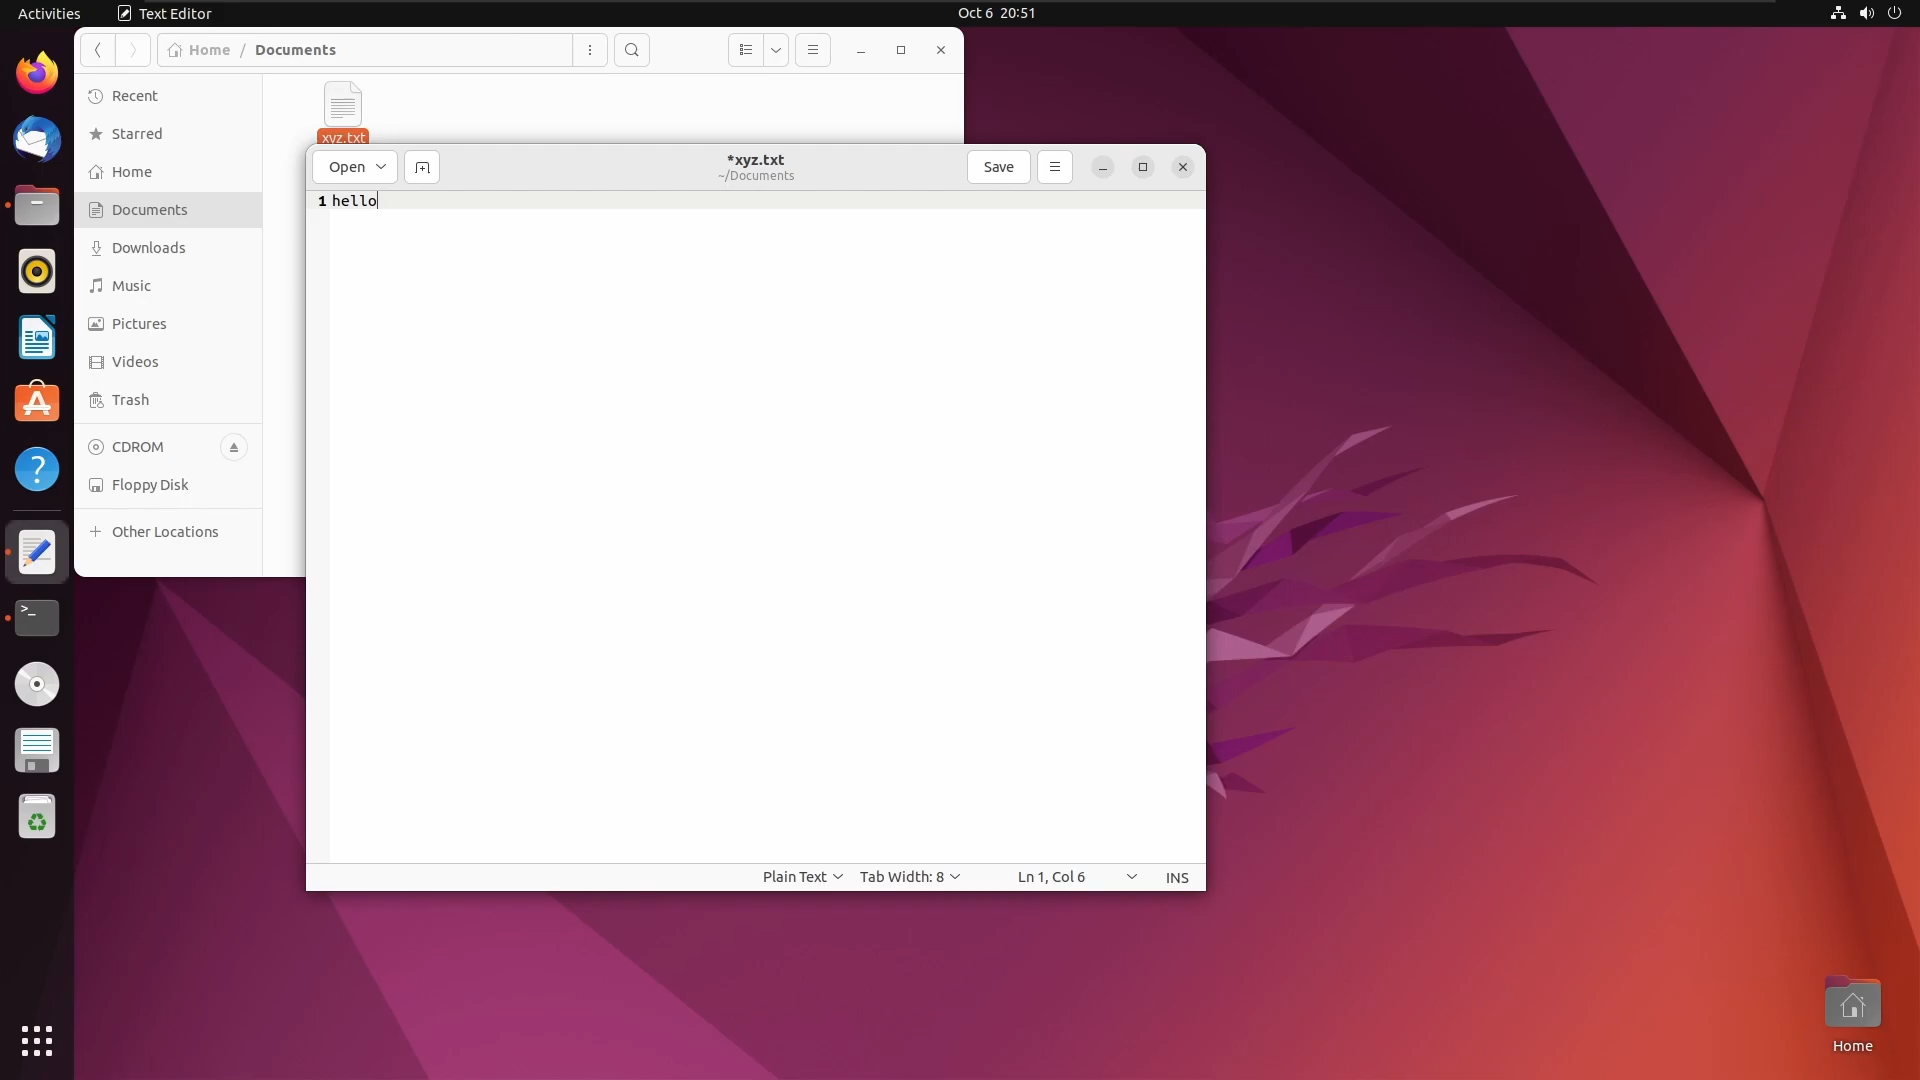 Activities
Text Editor
Oct 6 20:51
Home / Documents
Recent
Starred
Home
Documents
Downloads
Music
Pictures
Videos
Trash
CDROM
Floppy Disk
+ Other Locations
xyz.txt
Open
*xyz.txt
~/Documents
Save
1 hello
Plain Text
Tab Width: 8
Ln 1, Col 6
INS
>_
?
Home